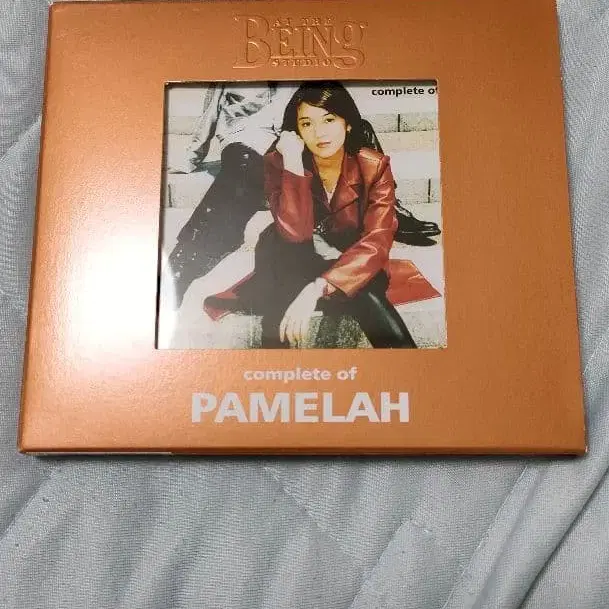 AT THE
BEING
STUDIO
complete of
complete of
PAMELAH